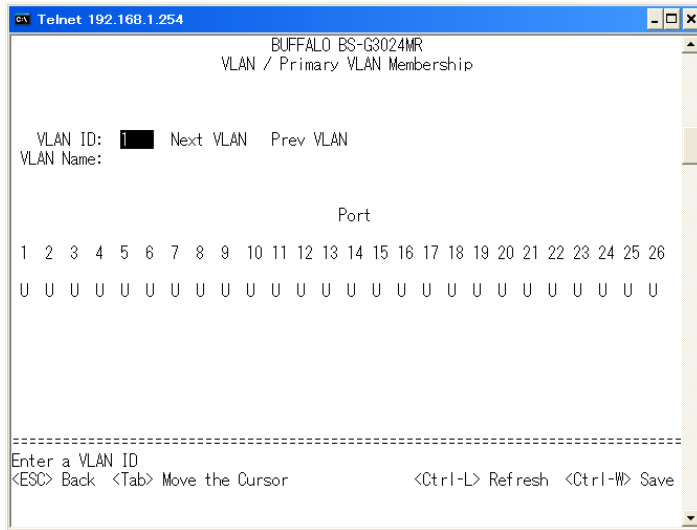 Telnet 192.168.1.254
BUFFALO BS-G3024MR
VLAN / Primary VLAN Membership
VLAN ID: 1 Next VLAN Prev VLAN
VLAN Name:
Port
1 2 3 4 5 6 7 8 9 10 11 12 13 14 15 16 17 18 19 20 21 22 23 24 25 26
U U U U U U U U U U U U U U U U U U U U U U U U U U
================================================================================
Enter a VLAN ID
<ESC> Back <Tab> Move the Cursor <Ctrl-L> Refresh <Ctrl-W> Save